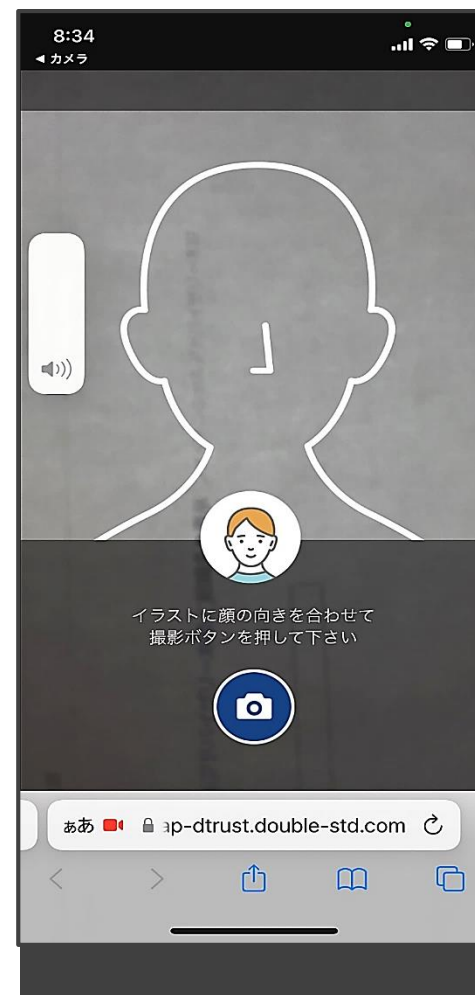 8:34
◀ カメラ
イラストに顔の向きを合わせて
撮影ボタンを押して下さい
ぁあ ap-dtrust.double-std.com